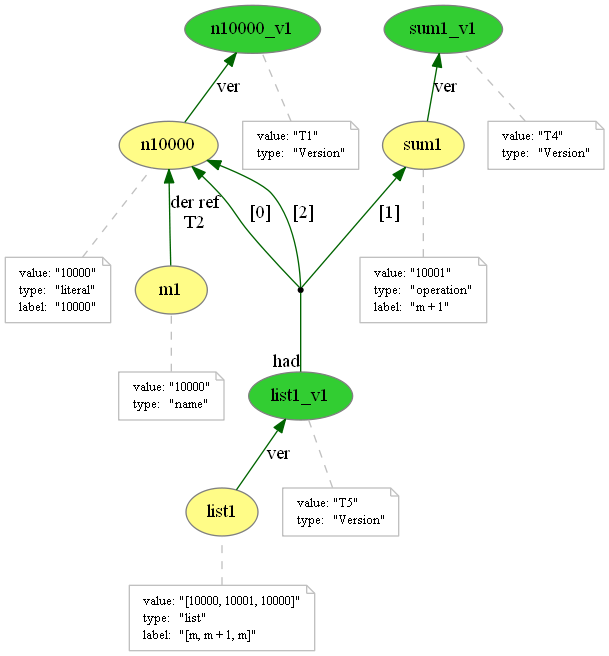 n10000_v1
sum1_v1
ver
ver
value: "T1"
type: "Version"
value: "T4"
type: "Version"
n10000
sum1
der ref
T2
[0]
[2]
[1]
value: "10000"
type: "literal"
label: "10000"
m1
value: "10001"
type: "operation"
label: "m + 1"
had
value: "10000"
type: "name"
list1_v1
ver
list1
value: "T5"
type: "Version"
value: "[10000, 10001, 10000]"
type: "list"
label: "[m, m + 1, m]"